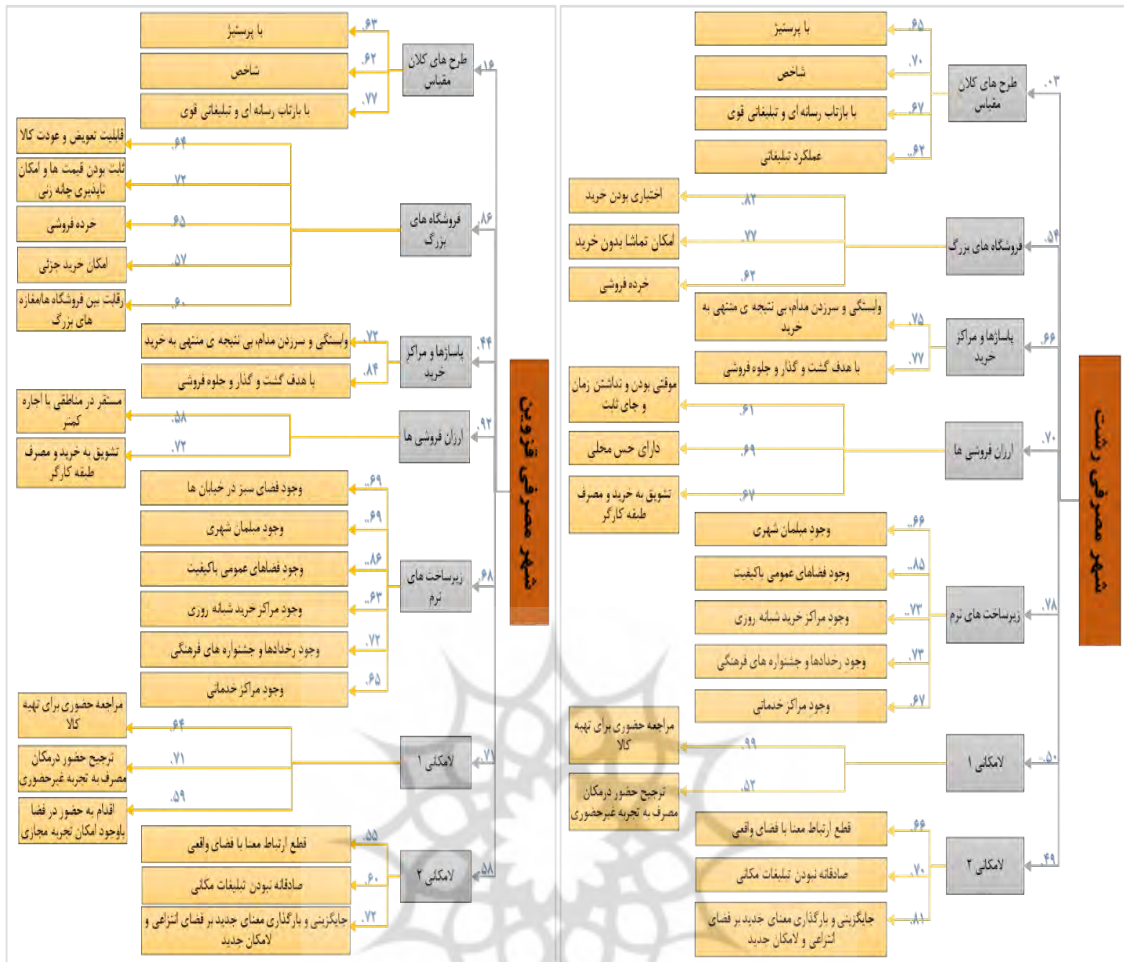 شهر مصرفی رشت
.۰۳
طرح های کلان
مقیاس
.۶۵
با پرستیژ
.۷۰
شاخص
.۶۷
با بازتاب رسانه ای و تبلیغاتی قوی
.۶۲
عملکرد تبلیغاتی
.۵۴
فروشگاه های بزرگ
.۸۲
اختیاری بودن خرید
.۷۷
امکان تماشا بدون خرید
.۶۲
خرده فروشی
.۶۶
پاساژها و مراکز
خرید
.۷۵
وابستگی و سرزدن مدام، بی نتیجه ی منتهی به
خرید
.۷۷
با هدف گشت و گذار و جلوه فروشی
.۷۰
ارزان فروشی ها
.۶۱
موقتی بودن و نداشتن زمان
و جای ثابت
.۶۹
دارای حس محلی
.۶۷
تشویق به خرید و مصرف
طبقه کارگر
.۷۸
زیرساخت های نرم
.۶۶
وجود مبلمان شهری
.۸۵
وجود فضاهای عمومی باکیفیت
.۷۳
وجود مراکز خرید شبانه روزی
.۷۳
وجود رخدادها و جشنواره های فرهنگی
.۶۷
وجود مراکز خدماتی
.۵۰
لامکانی ۱
.۹۹
مراجعه حضوری برای تهیه
کالا
.۵۲
ترجیح حضور درمکان
مصرف به تجربه غیرحضوری
.۴۹
لامکانی ۲
.۶۶
قطع ارتباط معنا با فضای واقعی
.۷۰
صادقانه نبودن تبلیغات مکانی
.۸۱
جایگزینی و بارگذاری معنای جدید بر فضای
انتزاعی و لامکان جدید
شهر مصرفی قزوین
.۱۶
طرح های کلان
مقیاس
.۶۳
با پرستیژ
.۶۲
شاخص
.۷۷
با بازتاب رسانه ای و تبلیغاتی قوی
.۸۶
فروشگاه های
بزرگ
.۶۴
قابلیت تعویض و عودت کالا
.۷۲
ثابت بودن قیمت ها و امکان
ناپذیری چانه زنی
.۶۵
خرده فروشی
.۵۷
امکان خرید جزئی
.۶۰
رقابت بین فروشگاه ها/مغازه
های بزرگ
.۴۴
پاساژها و مراکز
خرید
.۷۲
وابستگی و سرزدن مدام، بی نتیجه ی منتهی به خرید
.۸۴
با هدف گشت و گذار و جلوه فروشی
.۹۲
ارزان فروشی ها
.۵۸
مستقر در مناطقی با اجاره
کمتر
.۷۲
تشویق به خرید و مصرف
طبقه کارگر
.۶۸
زیرساخت های
نرم
.۶۹
وجود فضای سبز در خیابان ها
.۶۹
وجود مبلمان شهری
.۸۶
وجود فضاهای عمومی باکیفیت
.۶۳
وجود مراکز خرید شبانه روزی
.۷۲
وجود رخدادها و جشنواره های فرهنگی
.۶۵
وجود مراکز خدماتی
.۷۱
لامکانی ۱
.۶۴
مراجعه حضوری برای تهیه
کالا
.۷۱
ترجیح حضور درمکان
مصرف به تجربه غیرحضوری
.۵۹
اقدام به حضور در فضا
باوجود امکان تجربه مجازی
.۵۸
لامکانی ۲
.۵۵
قطع ارتباط معنا با فضای واقعی
.۶۰
صادقانه نبودن تبلیغات مکانی
.۷۲
جایگزینی و بارگذاری معنای جدید بر فضای انتزاعی و
لامکان جدید